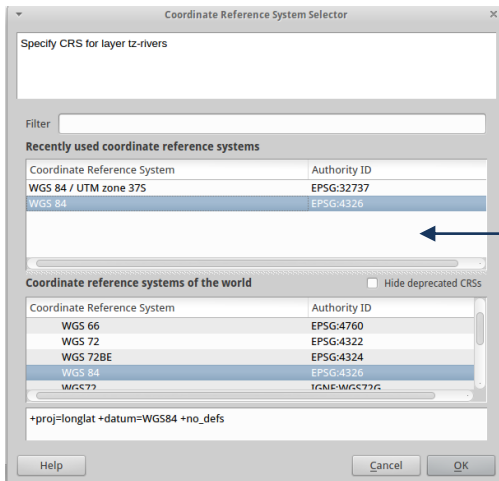 Coordinate Reference System Selector
Specify CRS for layer tz-rivers
Filter
Recently used coordinate reference systems
Coordinate Reference System Authority ID
WGS 84 / UTM zone 37S EPSG:32737
WGS 84 EPSG:4326
Coordinate reference systems of the world Hide deprecated CRSs
Coordinate Reference System Authority ID
WGS 66 EPSG:4760
WGS 72 EPSG:4322
WGS 72BE EPSG:4324
WGS 84 EPSG:4326
WGS72 IGNF:WGS72G
+proj=longlat +datum=WGS84 +no_defs
Help Cancel OK